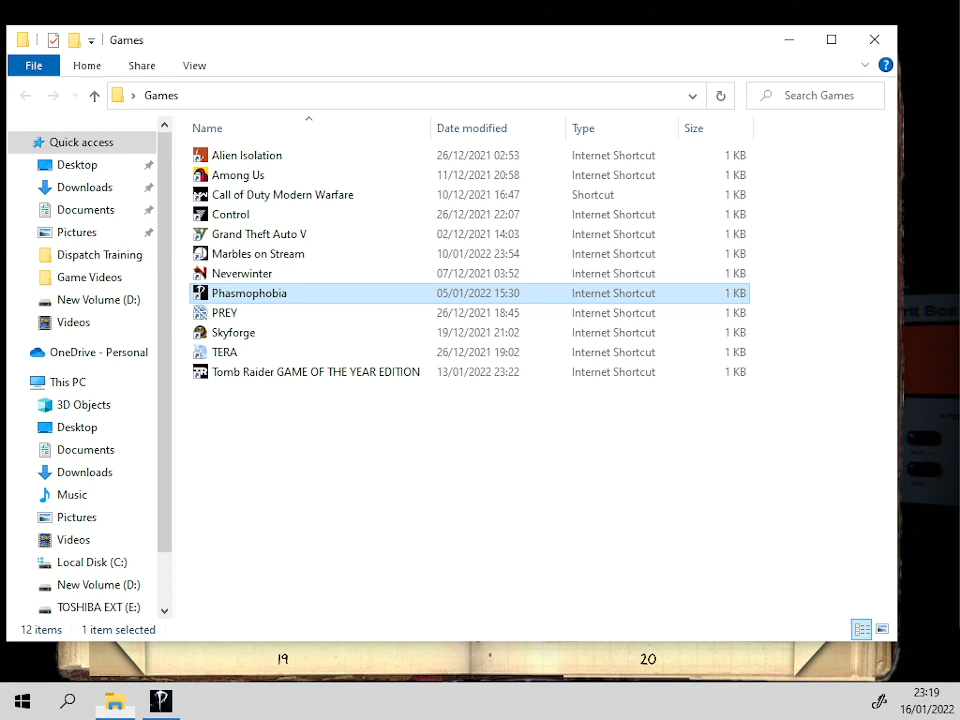 Games
File Home Share View
Games
Search Games
Name Date modified Type Size
Alien Isolation 26/12/2021 02:53 Internet Shortcut 1 KB
Among Us 11/12/2021 20:58 Internet Shortcut 1 KB
Call of Duty Modern Warfare 10/12/2021 16:47 Shortcut 1 KB
Control 26/12/2021 22:07 Internet Shortcut 1 KB
Grand Theft Auto V 02/12/2021 14:03 Internet Shortcut 1 KB
Marbles on Stream 10/01/2022 23:54 Internet Shortcut 1 KB
Neverwinter 07/12/2021 03:52 Internet Shortcut 1 KB
Phasmophobia 05/01/2022 15:30 Internet Shortcut 1 KB
PREY 26/12/2021 18:45 Internet Shortcut 1 KB
Skyforge 19/12/2021 21:02 Internet Shortcut 1 KB
TERA 26/12/2021 19:02 Internet Shortcut 1 KB
Tomb Raider GAME OF THE YEAR EDITION 13/01/2022 23:22 Internet Shortcut 1 KB
Quick access
Desktop
Downloads
Documents
Pictures
Dispatch Training
Game Videos
New Volume (D:)
Videos
OneDrive - Personal
This PC
3D Objects
Desktop
Documents
Downloads
Music
Pictures
Videos
Local Disk (C:)
New Volume (D:)
TOSHIBA EXT (E:)
12 items 1 item selected
Box
19 20
23:19
16/01/2022